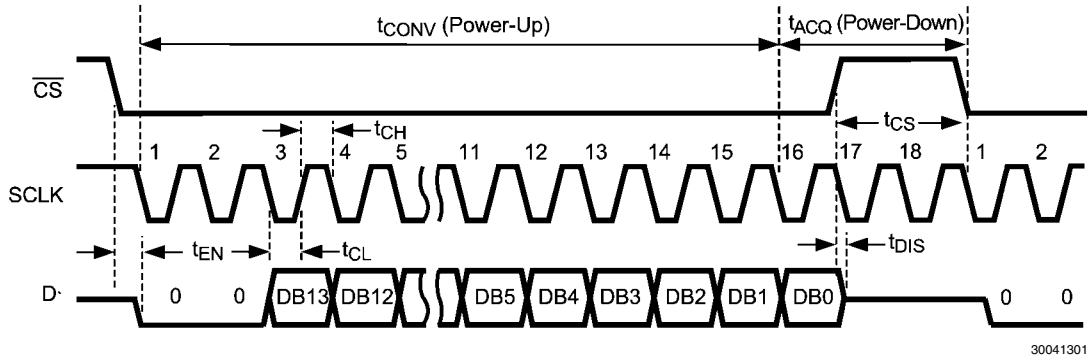 tCONV (Power-Up)
tACQ (Power-Down)
CS
tCH
tCS
1 2 3 4 5 11 12 13 14 15 16 17 18 1 2
SCLK
tEN
tCL
tDIS
D
0 0 DB13 DB12 DB5 DB4 DB3 DB2 DB1 DB0 0 0
30041301